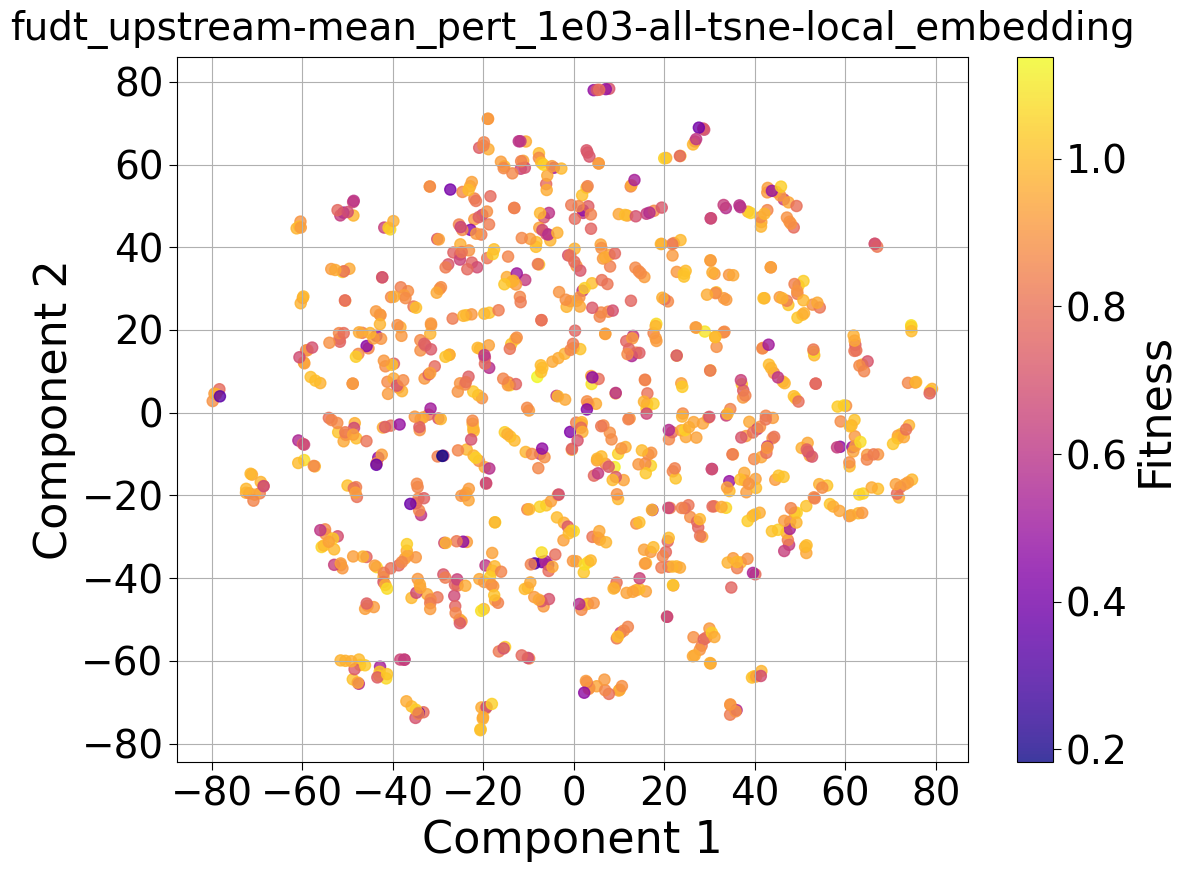 fudt_upstream-mean_pert_1e03-all-tsne-local_embedding
80
60
40
20
0
−20
−40
−60
−80
−80 −60 −40 −20 0 20 40 60 80
Component 1
Component 2
1.0
0.8
0.6
0.4
0.2
Fitness